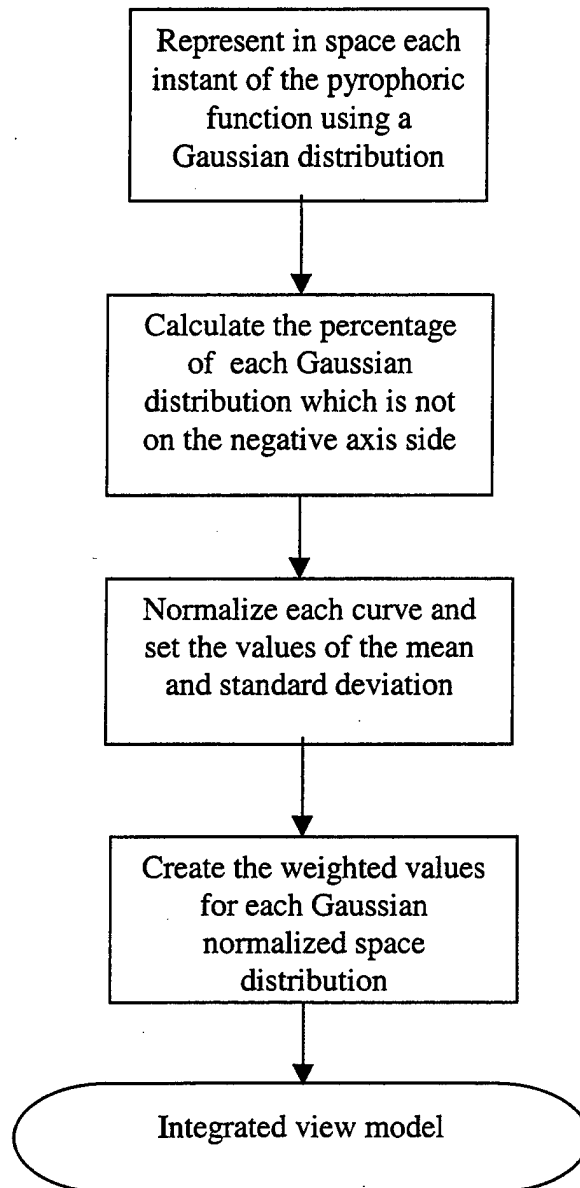 Represent in space each
instant of the pyrophoric
function using a
Gaussian distribution
Calculate the percentage
of each Gaussian
distribution which is not
on the negative axis side
Normalize each curve and
set the values of the mean
and standard deviation
Create the weighted values
for each Gaussian
normalized space
distribution
Integrated view model